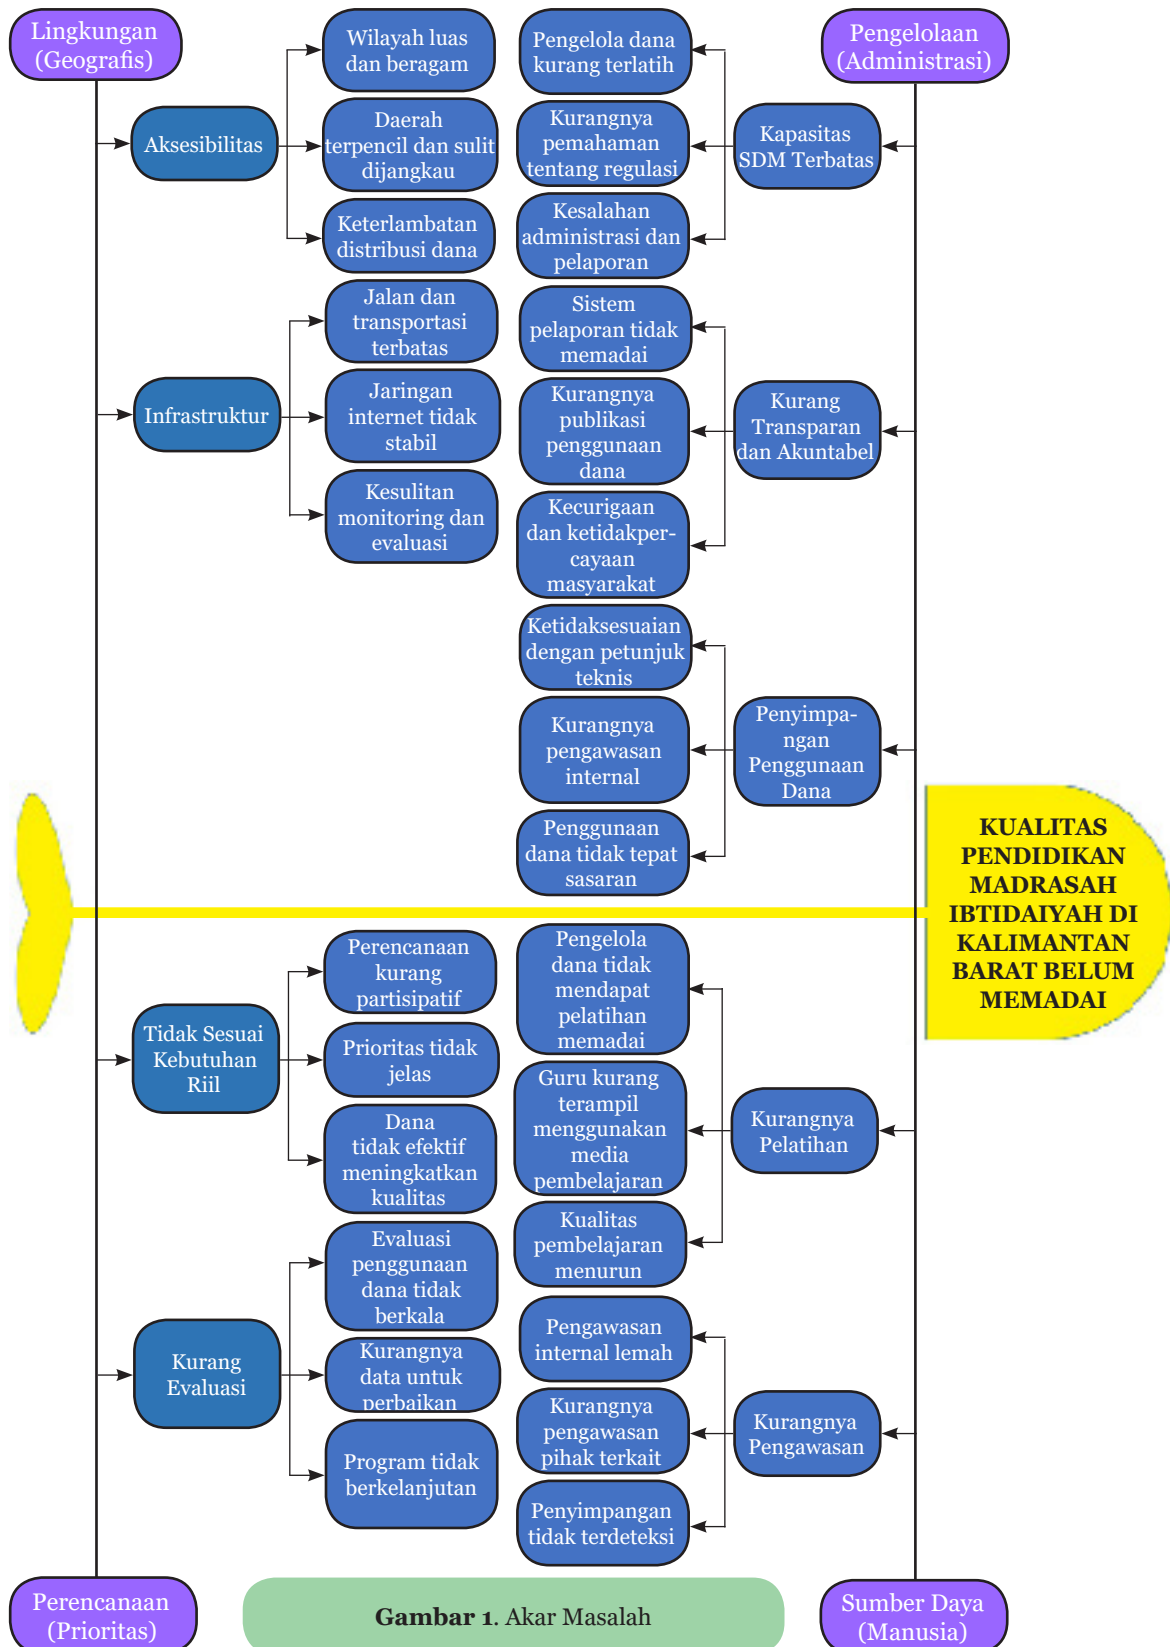 Lingkungan
(Geografis)
Aksesibilitas
Wilayah luas
dan beragam
Daerah
terpencil dan sulit
dijangkau
Keterlambatan
distribusi dana
Infrastruktur
Jalan dan
transportasi
terbatas
Jaringan
internet tidak
stabil
Kesulitan
monitoring dan
evaluasi
Pengelolaan
(Administrasi)
Kapasitas
SDM Terbatas
Pengelola dana
kurang terlatih
Kurangnya
pemahaman
tentang regulasi
Kesalahan
administrasi dan
pelaporan
Kurang
Transparan
dan Akuntabel
Sistem
pelaporan tidak
memadai
Kurangnya
publikasi
penggunaan
dana
Kecurigaan
dan ketidakper-
cayaan
masyarakat
Penyimpa-
ngan
Penggunaan
Dana
Ketidaksesuaian
dengan petunjuk
teknis
Kurangnya
pengawasan
internal
Penggunaan
dana tidak tepat
sasaran
KUALITAS
PENDIDIKAN
MADRASAH
IBTIDAIYAH DI
KALIMANTAN
BARAT BELUM
MEMADAI
Tidak Sesuai
Kebutuhan
Riil
Perencanaan
kurang
partisipatif
Prioritas tidak
jelas
Dana
tidak efektif
meningkatkan
kualitas
Kurang
Evaluasi
Evaluasi
penggunaan
dana tidak
berkala
Kurangnya
data untuk
perbaikan
Program tidak
berkelanjutan
Perencanaan
(Prioritas)
Kurangnya
Pelatihan
Pengelola
dana tidak
mendapat
pelatihan
memadai
Guru kurang
terampil
menggunakan
media
pembelajaran
Kualitas
pembelajaran
menurun
Kurangnya
Pengawasan
Pengawasan
internal lemah
Kurangnya
pengawasan
pihak terkait
Penyimpangan
tidak terdeteksi
Sumber Daya
(Manusia)
Gambar 1. Akar Masalah